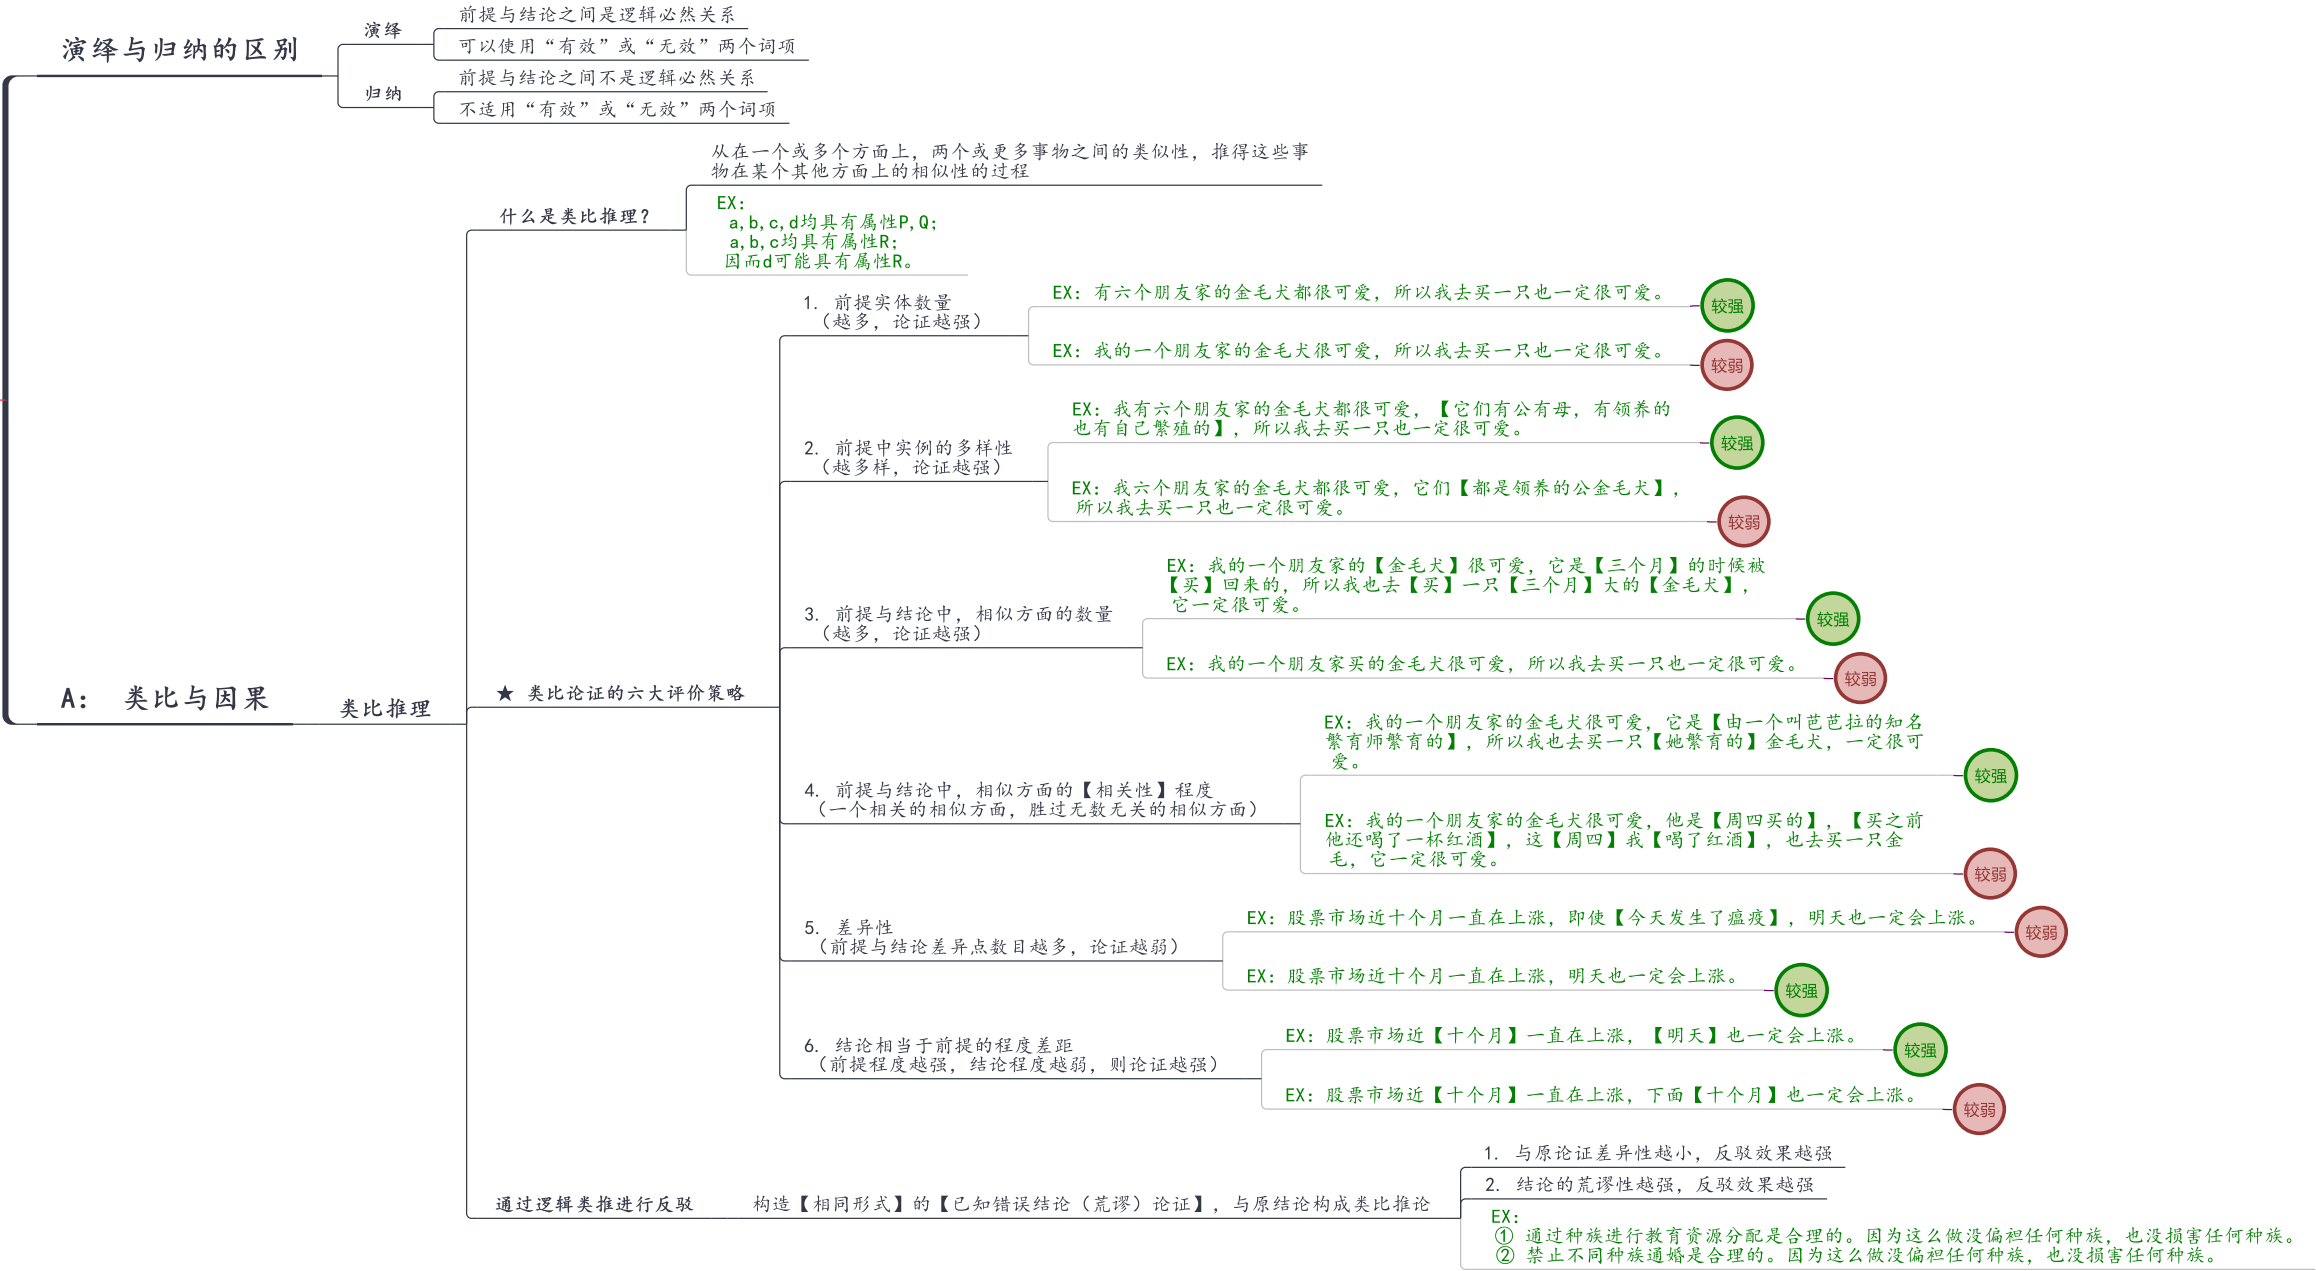 演绎与归纳的区别
演绎
前提与结论之间是逻辑必然关系
可以使用“有效”或“无效”两个词项
归纳
前提与结论之间不是逻辑必然关系
不适用“有效”或“无效”两个词项
A： 类比与因果
类比推理
什么是类比推理?
从在一个或多个方面上，两个或更多事物之间的类似性，推得这些事
物在某个其他方面上的相似性的过程
EX:
a,b,c,d均具有属性P,Q;
a,b,c均具有属性R;
因而d可能具有属性R。
★ 类比论证的六大评价策略
1. 前提实体数量
（越多，论证越强）
EX: 有六个朋友家的金毛犬都很可爱，所以我去买一只也一定很可爱。
较强
EX: 我的一个朋友家的金毛犬很可爱，所以我去买一只也一定很可爱。
较弱
2. 前提中实例的多样性
（越多样，论证越强）
EX: 我有六个朋友家的金毛犬都很可爱，【它们有公有母，有领养的
也有自己繁殖的】，所以我去买一只也一定很可爱。
较强
EX: 我六个朋友家的金毛犬都很可爱，它们【都是领养的公金毛犬】，
所以我去买一只也一定很可爱。
较弱
3. 前提与结论中，相似方面的数量
（越多，论证越强）
EX: 我的一个朋友家的【金毛犬】很可爱，它是【三个月】的时候被
【买】回来的，所以我也去【买】一只【三个月】大的【金毛犬】，
它一定很可爱。
较强
EX: 我的一个朋友家买的金毛犬很可爱，所以我去买一只也一定很可爱。
较弱
4. 前提与结论中，相似方面的【相关性】程度
（一个相关的相似方面，胜过无数无关的相似方面）
EX: 我的一个朋友家的金毛犬很可爱，它是【由一个叫芭芭拉的知名
繁育师繁育的】，所以我也去买一只【她繁育的】金毛犬，一定很可
爱。
较强
EX: 我的一个朋友家的金毛犬很可爱，他是【周四买的】，【买之前
他还喝了一杯红酒】，这【周四】我【喝了红酒】，也去买一只金
毛，它一定很可爱。
较弱
5. 差异性
（前提与结论差异点数目越多，论证越弱）
EX: 股票市场近十个月一直在上涨，即使【今天发生了瘟疫】，明天也一定会上涨。
较弱
EX: 股票市场近十个月一直在上涨，明天也一定会上涨。
较强
6. 结论相当于前提的程度差距
（前提程度越强，结论程度越弱，则论证越强）
EX: 股票市场近【十个月】一直在上涨，【明天】也一定会上涨。
较强
EX: 股票市场近【十个月】一直在上涨，下面【十个月】也一定会上涨。
较弱
通过逻辑类推进行反驳
构造【相同形式】的【已知错误结论（荒谬）论证】，与原结论构成类比推论
1. 与原论证差异性越小，反驳效果越强
2. 结论的荒谬性越强，反驳效果越强
EX:
① 通过种族进行教育资源分配是合理的。因为这么做没偏袒任何种族，也没损害任何种族。
② 禁止不同种族通婚是合理的。因为这么做没偏袒任何种族，也没损害任何种族。